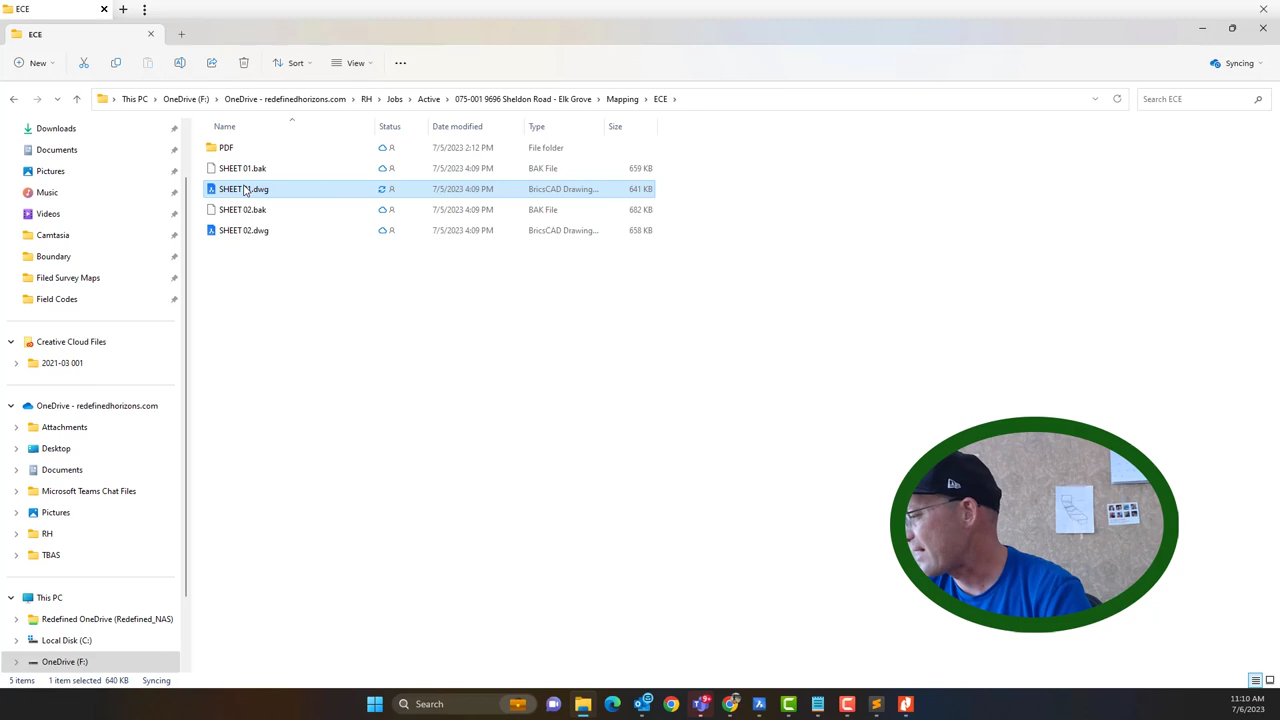 ECE
ECE
New
Sort
View
Syncing
This PC
OneDrive (F:)
OneDrive - redefinedhorizons.com
RH
Jobs
Active
075-001 9696 Sheldon Road - Elk Grove
Mapping
ECE
Search ECE
Name
Status
Date modified
Type
Size
PDF
7/5/2023 2:12 PM
File folder
SHEET 01.bak
7/5/2023 4:09 PM
BAK File
659 KB
SHEET 01.dwg
7/5/2023 4:09 PM
BricsCAD Drawing...
641 KB
SHEET 02.bak
7/5/2023 4:09 PM
BAK File
682 KB
SHEET 02.dwg
7/5/2023 4:09 PM
BricsCAD Drawing...
658 KB
Downloads
Documents
Pictures
Music
Videos
Camtasia
Boundary
Filed Survey Maps
Field Codes
Creative Cloud Files
2021-03 001
OneDrive - redefinedhorizons.com
Attachments
Desktop
Documents
Microsoft Teams Chat Files
Pictures
RH
TBAS
This PC
Redefined OneDrive (Redefined_NAS)
Local Disk (C:)
OneDrive (F:)
5 items
1 item selected 640 KB
Syncing
Search
9+
11:10 AM
7/6/2023